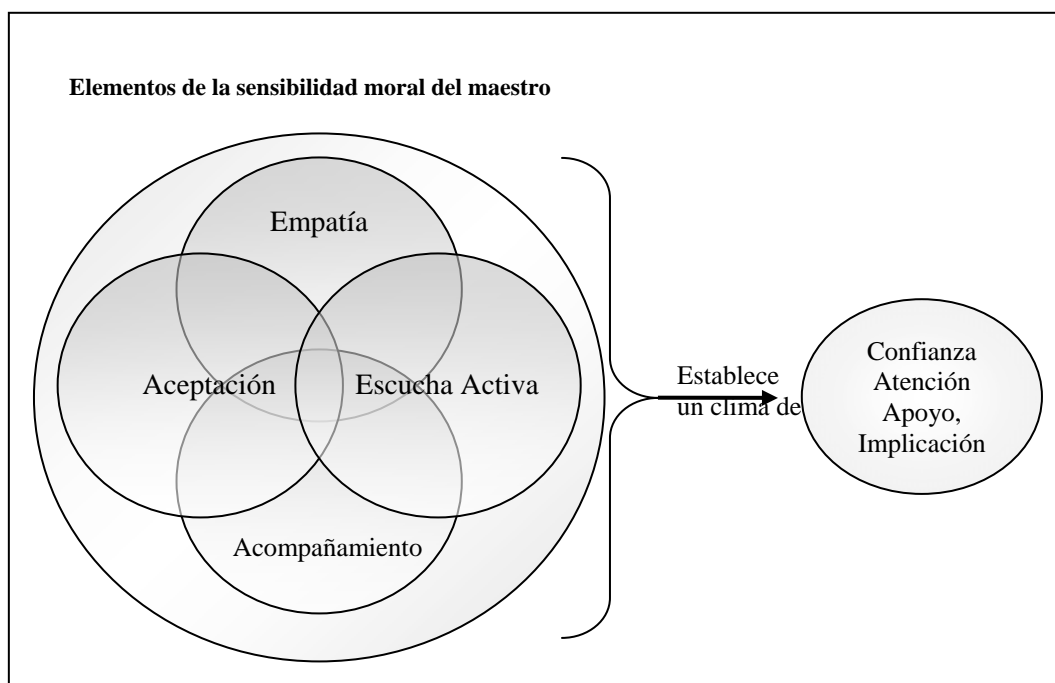 Elementos de la sensibilidad moral del maestro
Empatía
Aceptación
Escucha Activa
Acompañamiento
Establece
un clima de
Confianza
Atención
Apoyo,
Implicación